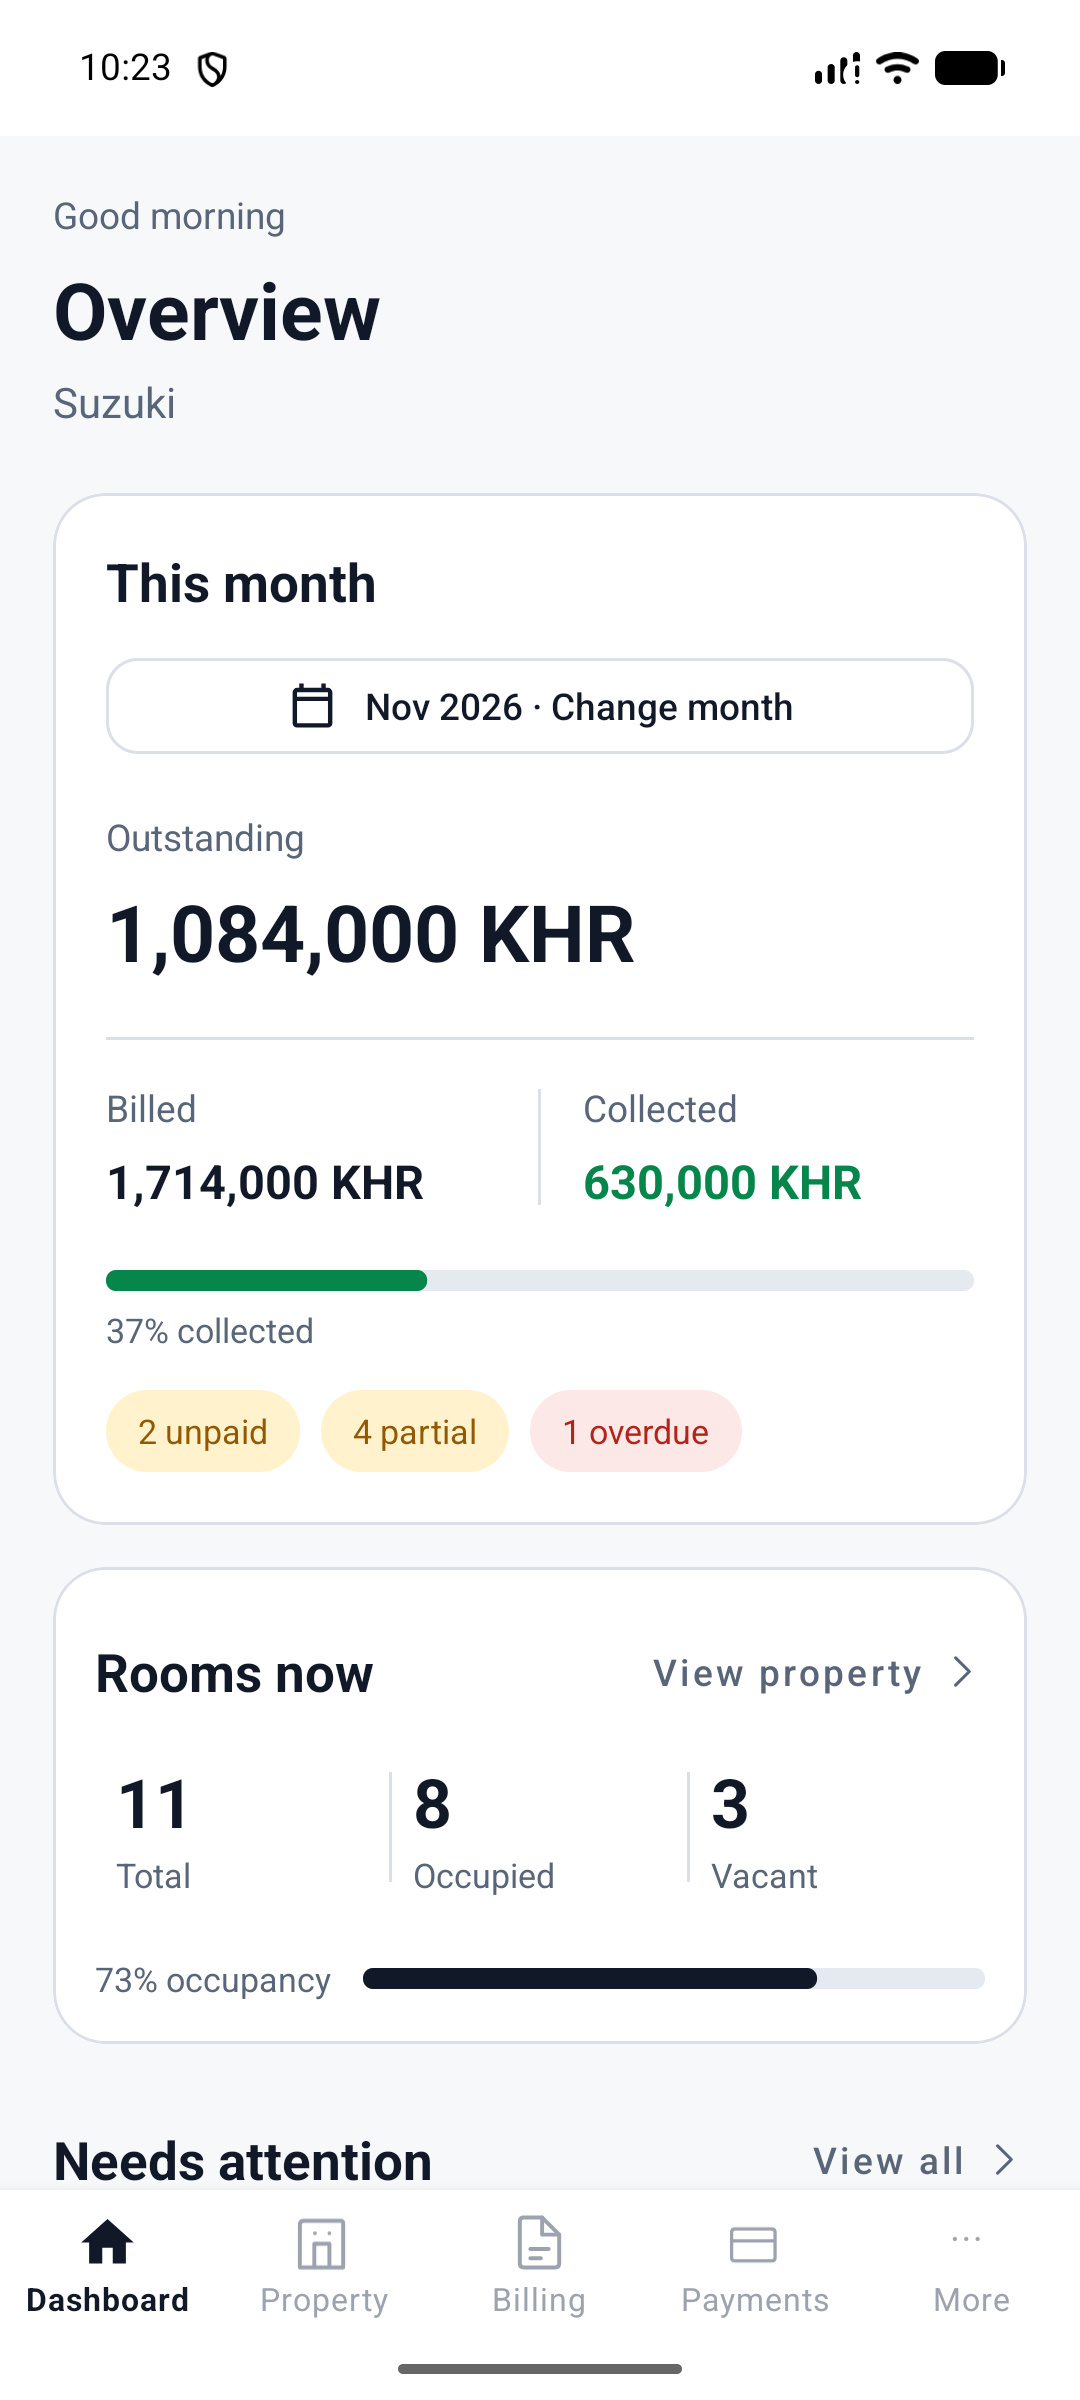 10:23
Good morning
Overview
Suzuki
This month
Nov 2026 · Change month
Outstanding
1,084,000 KHR
Billed
Collected
1,714,000 KHR
630,000 KHR
37% collected
2 unpaid
4 partial
1 overdue
Rooms now
View property
11
8
3
Total
Occupied
Vacant
73% occupancy
Needs attention
View all
Dashboard
Property
Billing
Payments
More